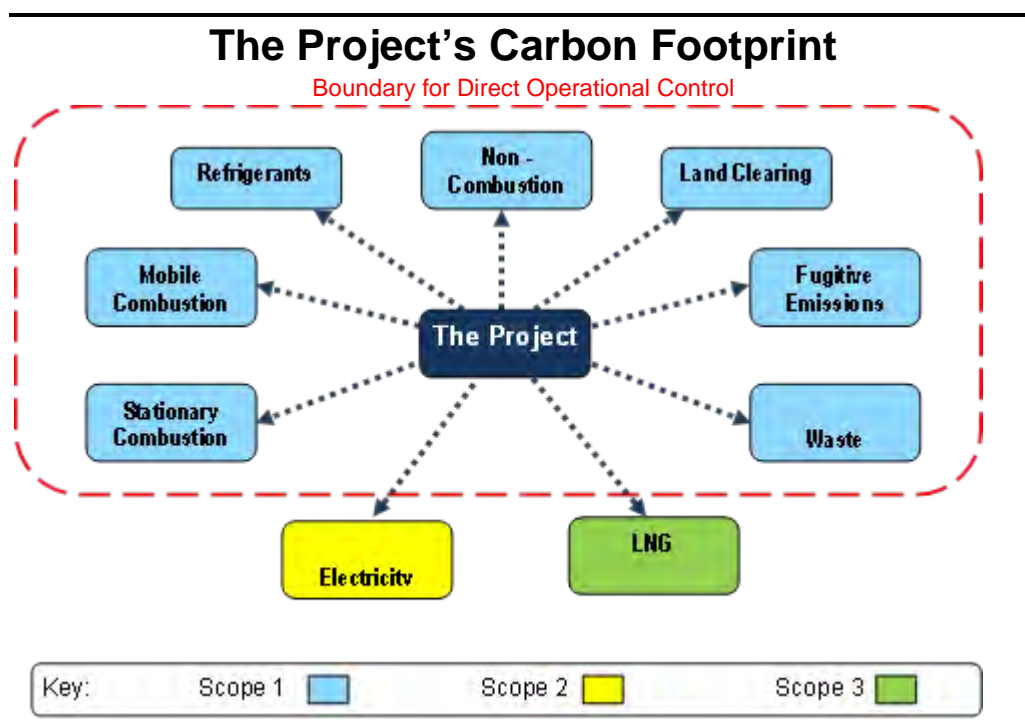 The Project’s Carbon Footprint
Boundary for Direct Operational Control
Refrigerants
Non -
Combustion
Land Clearing
Mobile
Combustion
Fugitive
Emissions
The Project
Stationary
Combustion
Waste
Electricity
LNG
Key:
Scope 1
Scope 2
Scope 3